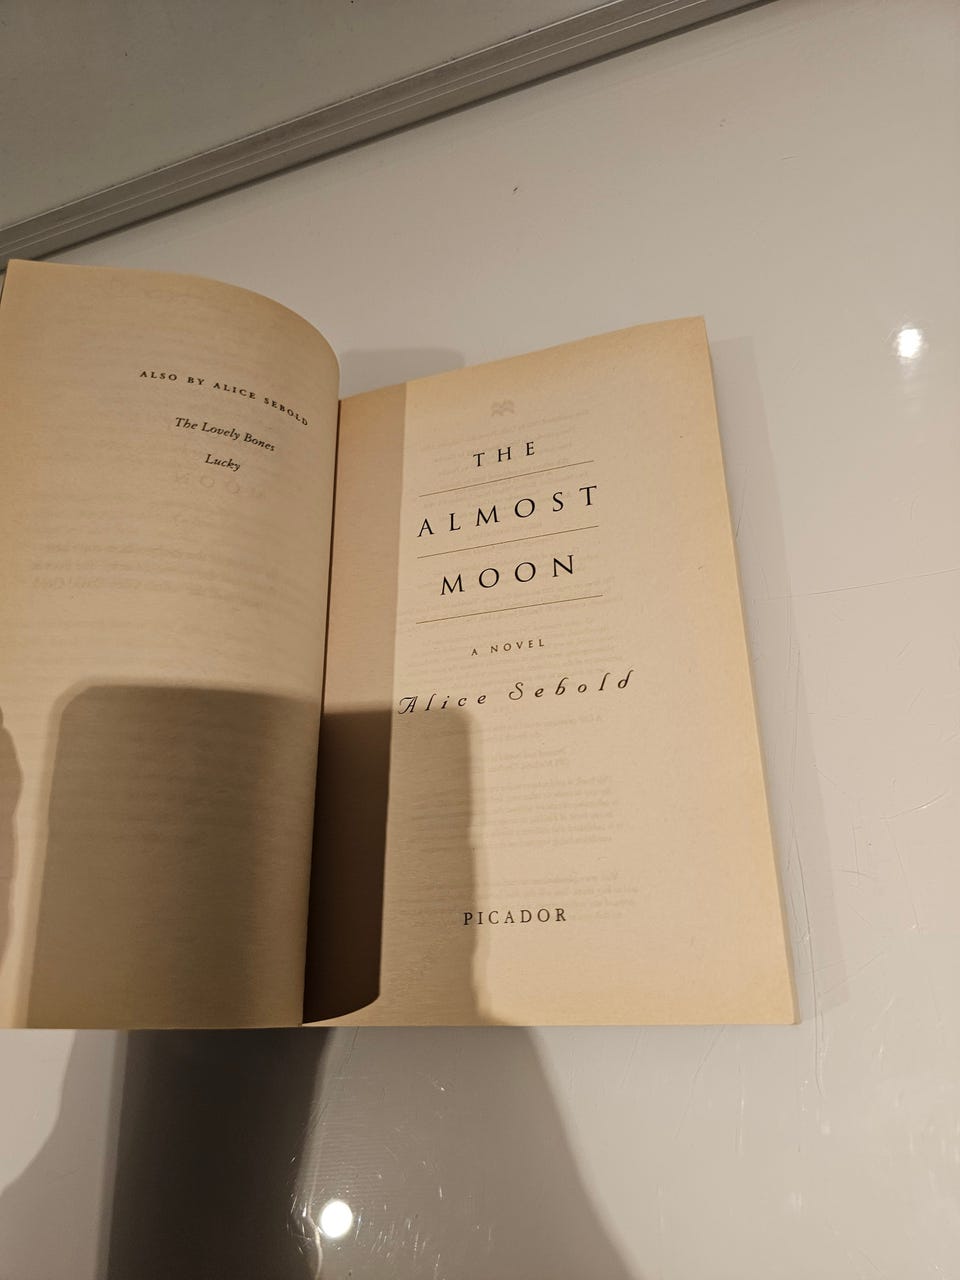 ALSO BY ALICE SEBOLD
The Lovely Bones
Lucky
THE
ALMOST
MOON
A NOVEL
Alice Sebold
PICADOR